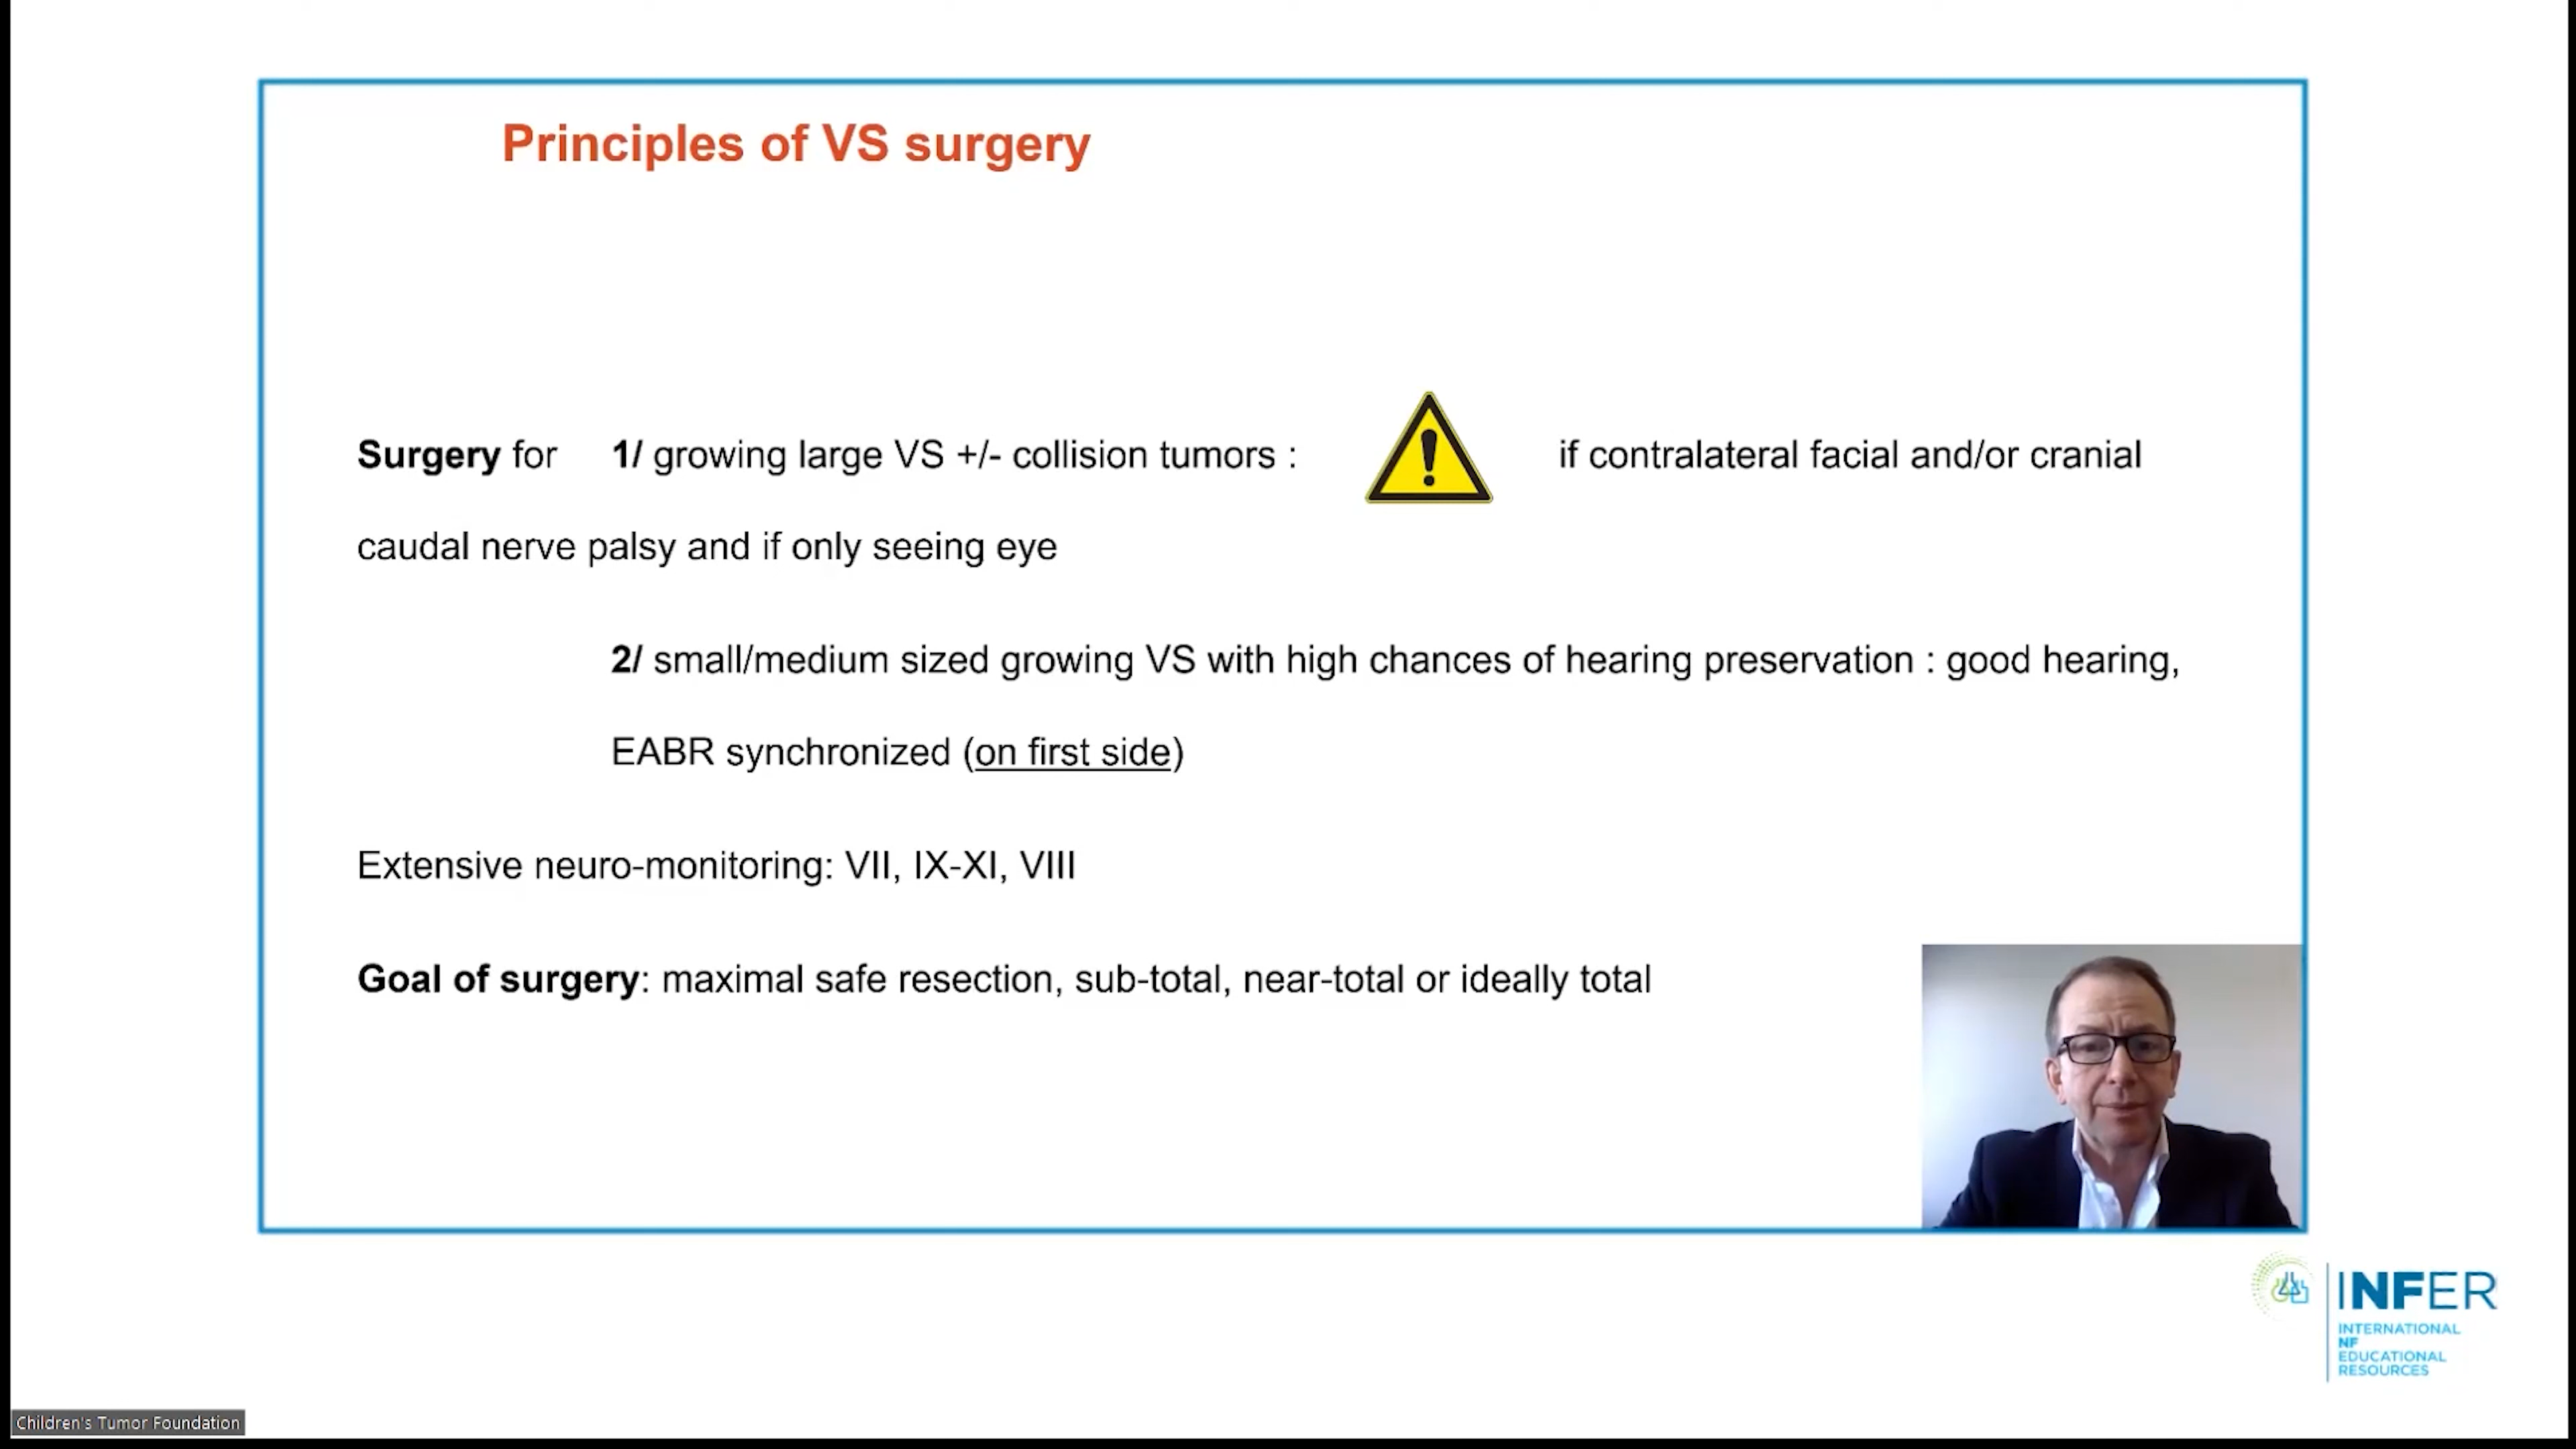 Principles of VS surgery
Surgery for 1/ growing large VS +/- collision tumors : if contralateral facial and/or cranial
caudal nerve palsy and if only seeing eye
2/ small/medium sized growing VS with high chances of hearing preservation : good hearing,
EABR synchronized (on first side)
Extensive neuro-monitoring: VII, IX-XI, VIII
Goal of surgery: maximal safe resection, sub-total, near-total or ideally total
INFER
INTERNATIONAL
NF
EDUCATIONAL
RESOURCES
Children's Tumor Foundation